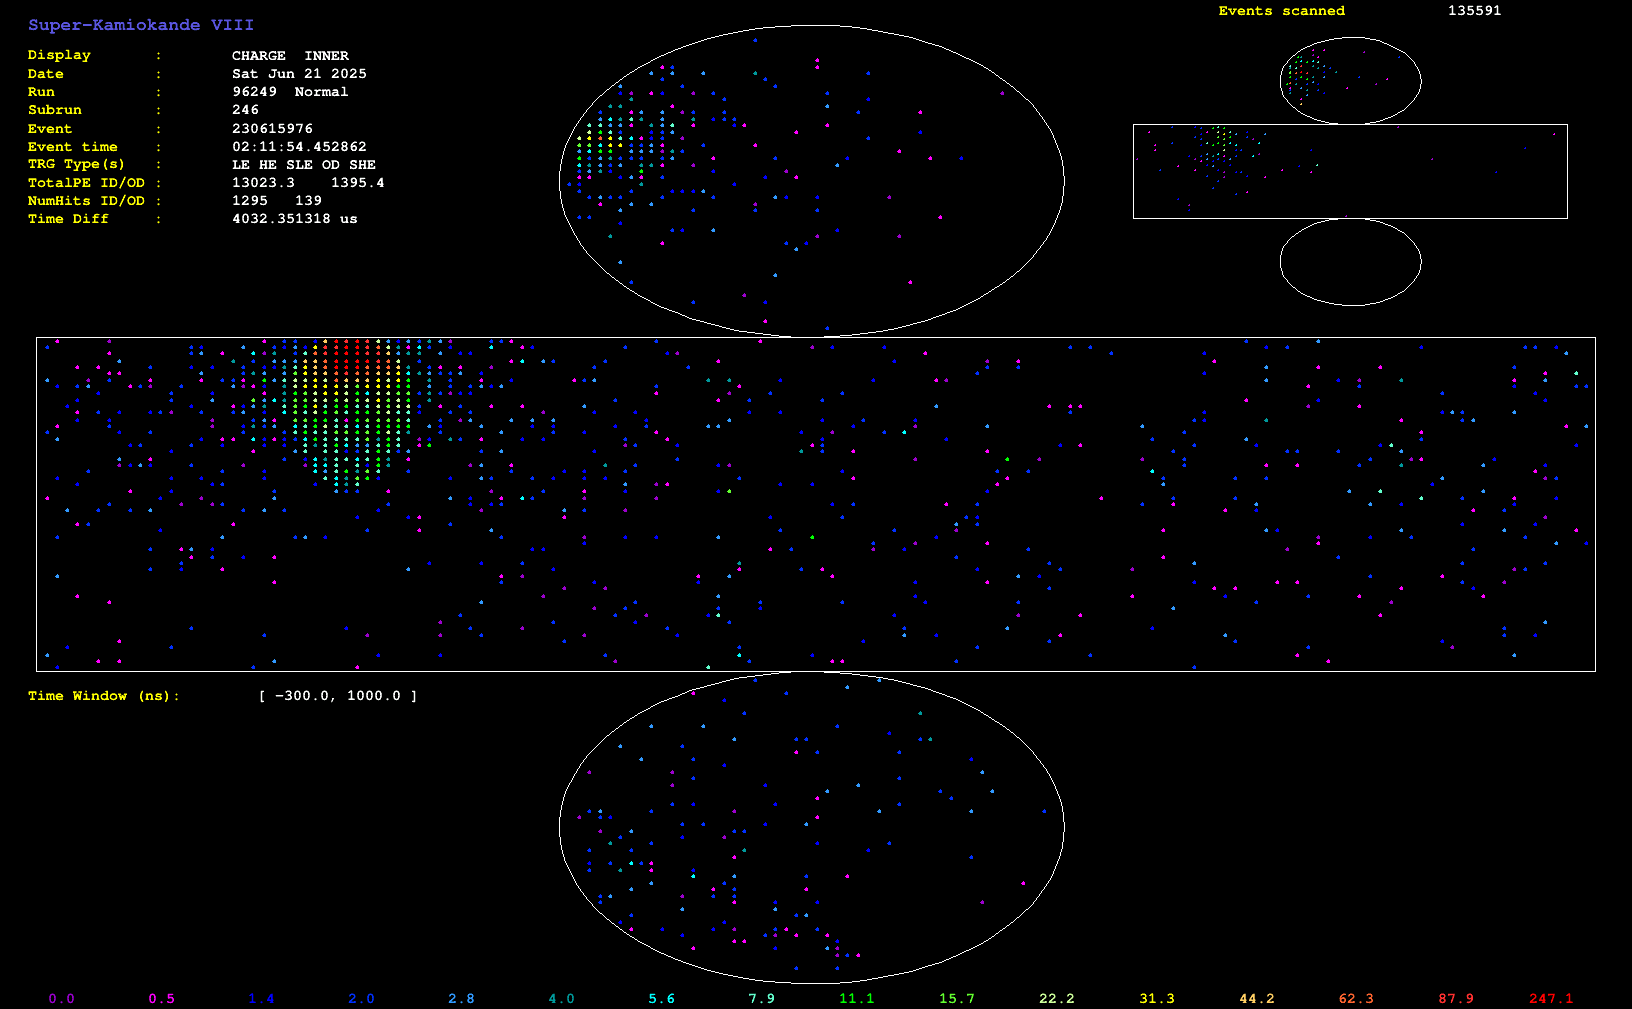 Super-Kamiokande VIII
Events scanned 135591
Display : CHARGE INNER
Date : Sat Jun 21 2025
Run : 96249 Normal
Subrun : 246
Event : 230615976
Event time : 02:11:54.452862
TRG Type(s) : LE HE SLE OD SHE
TotalPE ID/OD : 13023.3 1395.4
NumHits ID/OD : 1295 139
Time Diff : 4032.351318 us
Time Window (ns): [ −300.0, 1000.0 ]
0.0 0.5 1.4 2.0 2.8 4.0 5.6 7.9 11.1 15.7 22.2 31.3 44.2 62.3 87.9 247.1